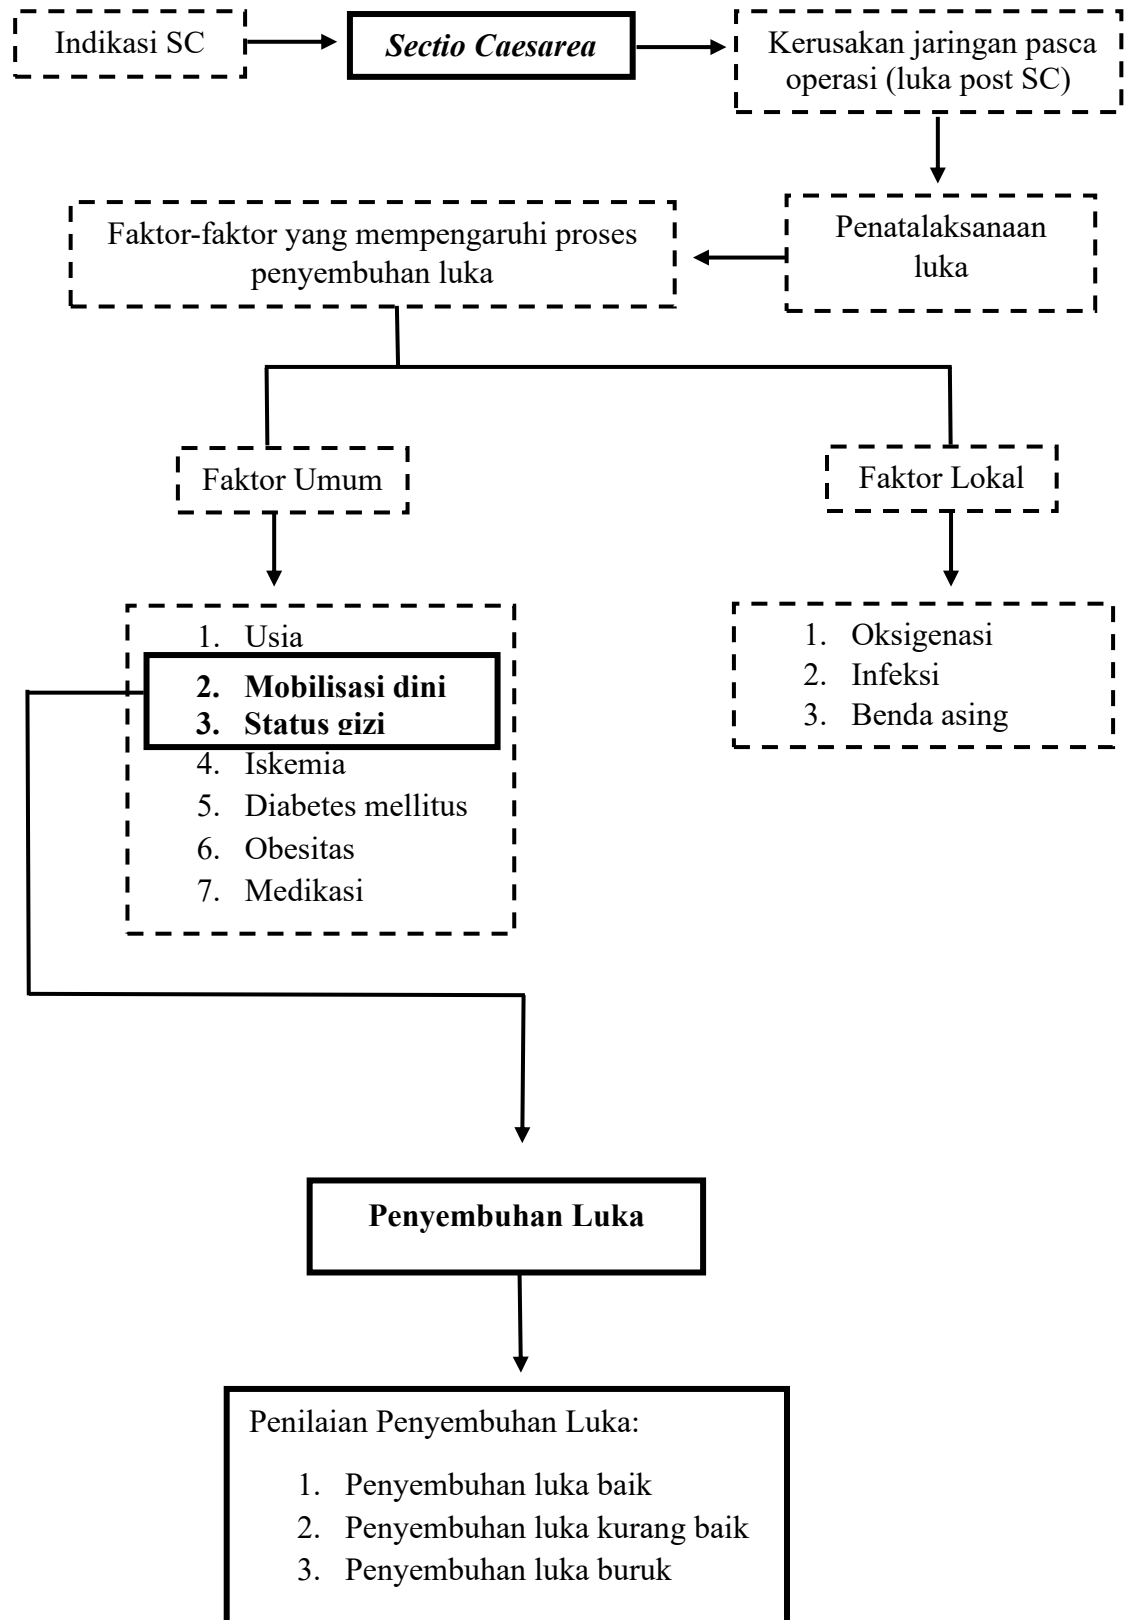 Indikasi SC
Sectio Caesarea
Kerusakan jaringan pasca
operasi (luka post SC)
Penatalaksanaan
luka
Faktor-faktor yang mempengaruhi proses
penyembuhan luka
Faktor Umum
Faktor Lokal
1. Usia
2. Mobilisasi dini
3. Status gizi
4. Iskemia
5. Diabetes mellitus
6. Obesitas
7. Medikasi
1. Oksigenasi
2. Infeksi
3. Benda asing
Penyembuhan Luka
Penilaian Penyembuhan Luka:
1. Penyembuhan luka baik
2. Penyembuhan luka kurang baik
3. Penyembuhan luka buruk